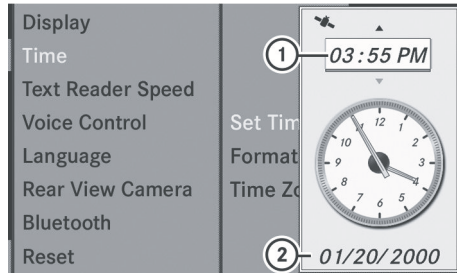 Display
Time
Text Reader Speed
Voice Control
Language
Rear View Camera
Bluetooth
Reset
Set Tim
Format
Time Zo
1
03:55 PM
12
1
2
3
4
5
6
7
8
9
10
11
2
01/20/2000